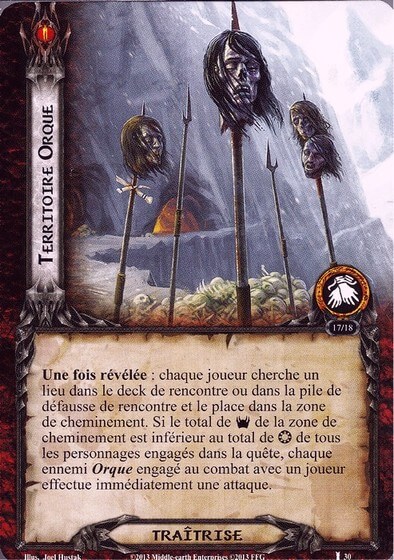 TERRITOIRE ORQUE
17/18
Une fois révélée : chaque joueur cherche un
lieu dans le deck de rencontre ou dans la pile de
défausse de rencontre et le place dans la zone
de cheminement. Si le total de de la zone de
cheminement est inférieur au total de de tous
les personnages engagés dans la quête, chaque
ennemi Orque engagé au combat avec un joueur
effectue immédiatement une attaque.
TRAÎTRISE
Illus. Joel Hustak ©2013 Middle-earth Enterprises ©2013 FFG 30